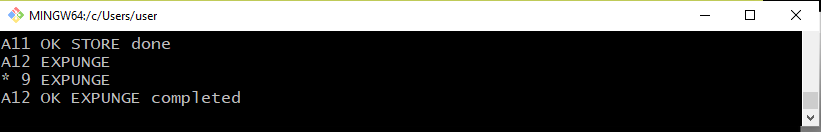 MINGW64:/c/Users/user
A11 OK STORE done
A12 EXPUNGE
* 9 EXPUNGE
A12 OK EXPUNGE completed